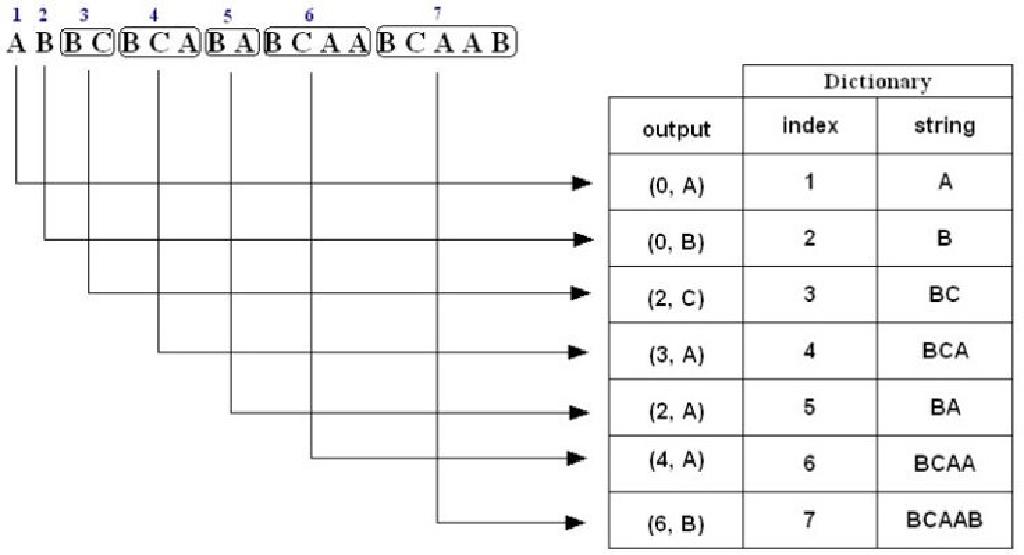 1 2 3 4 5 6 7
A B B C B C A B A B C A A B C A A B
Dictionary
output index string
(0, A) 1 A
(0, B) 2 B
(2, C) 3 BC
(3, A) 4 BCA
(2, A) 5 BA
(4, A) 6 BCAA
(6, B) 7 BCAAB